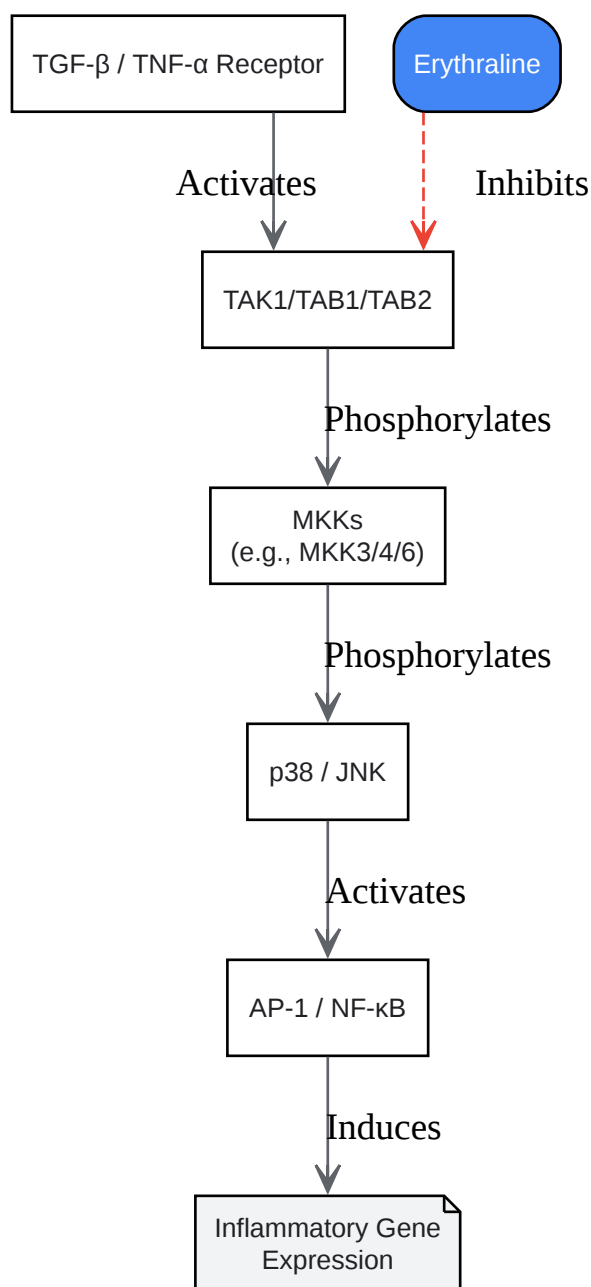 TGF-β / TNF-α Receptor
Erythraline
Activates
Inhibits
TAK1/TAB1/TAB2
Phosphorylates
MKKs
(e.g., MKK3/4/6)
Phosphorylates
p38 / JNK
Activates
AP-1 / NF-κB
Induces
Inflammatory Gene
Expression